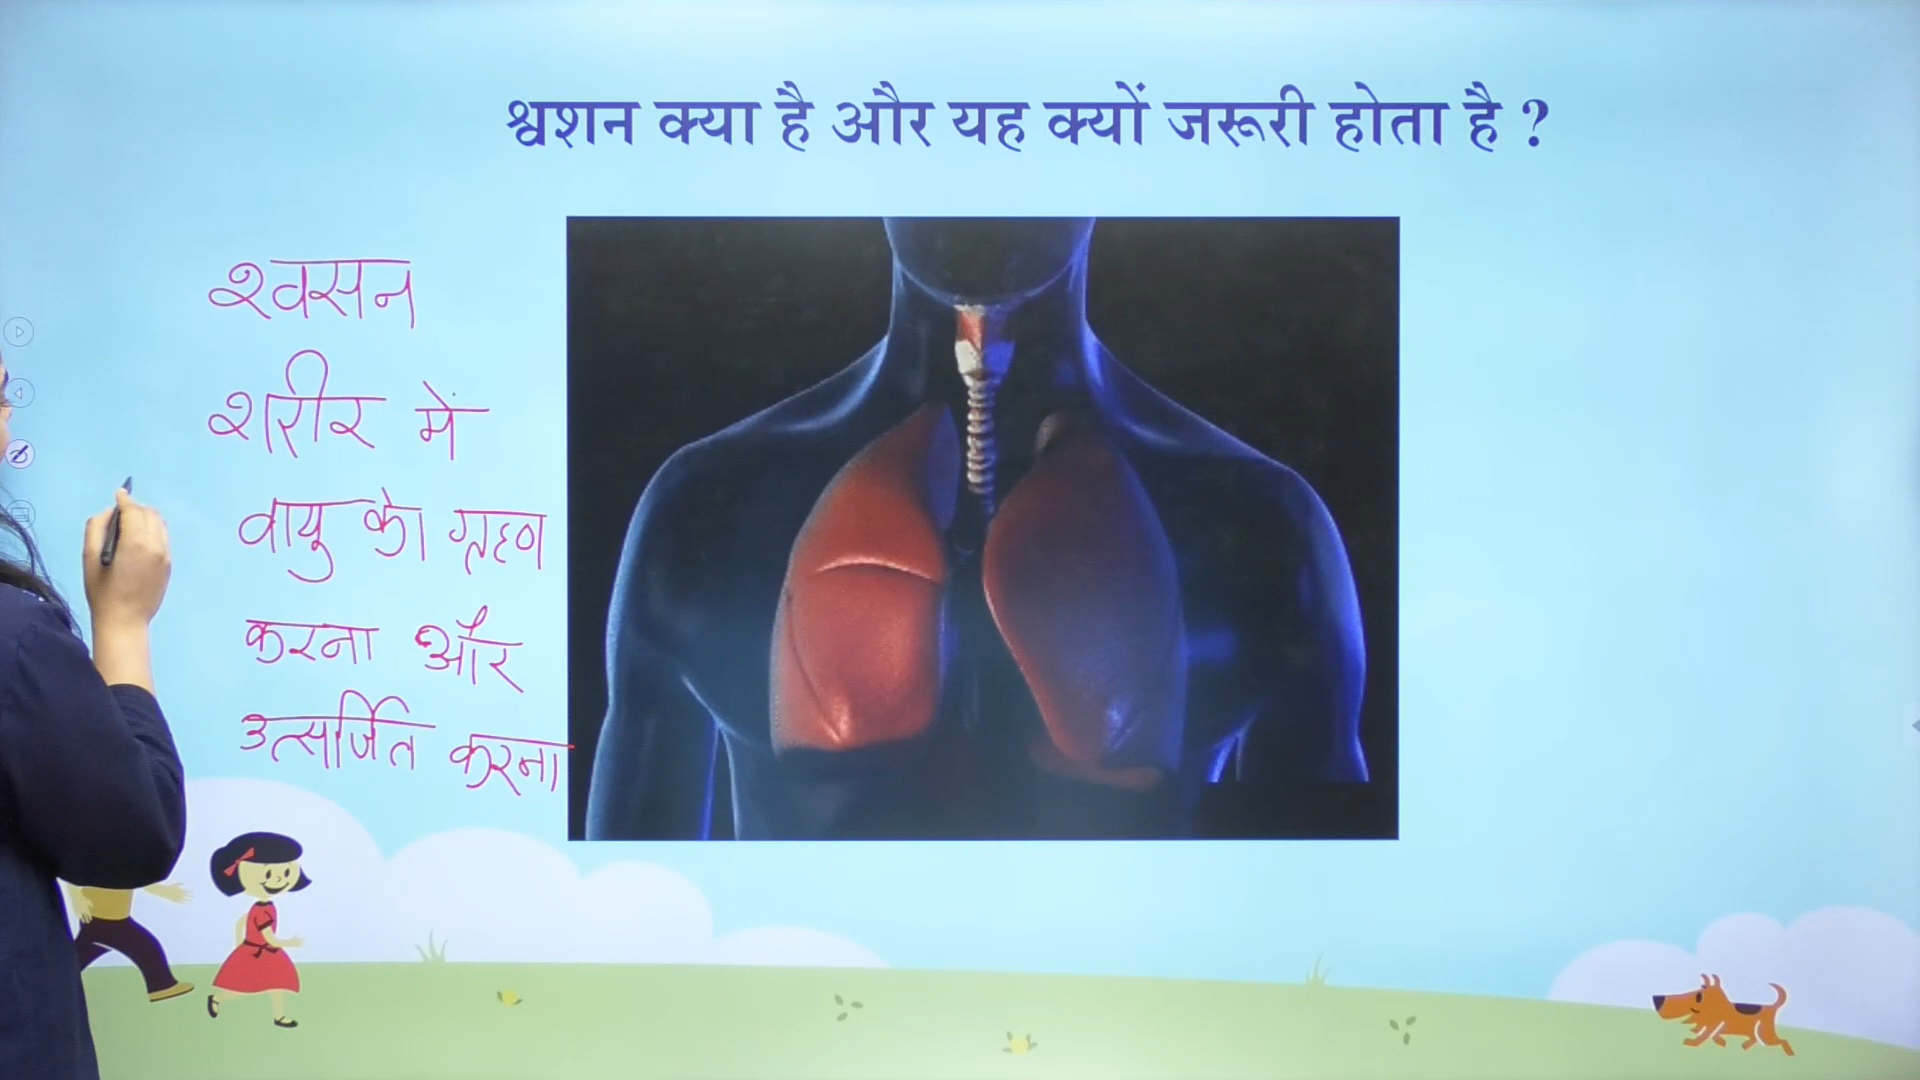 श्वशन क्या है और यह क्यों जरूरी होता है ?
श्वसन
शरीर में
वायु को ग्रहण
करना और
उत्सर्जित करना